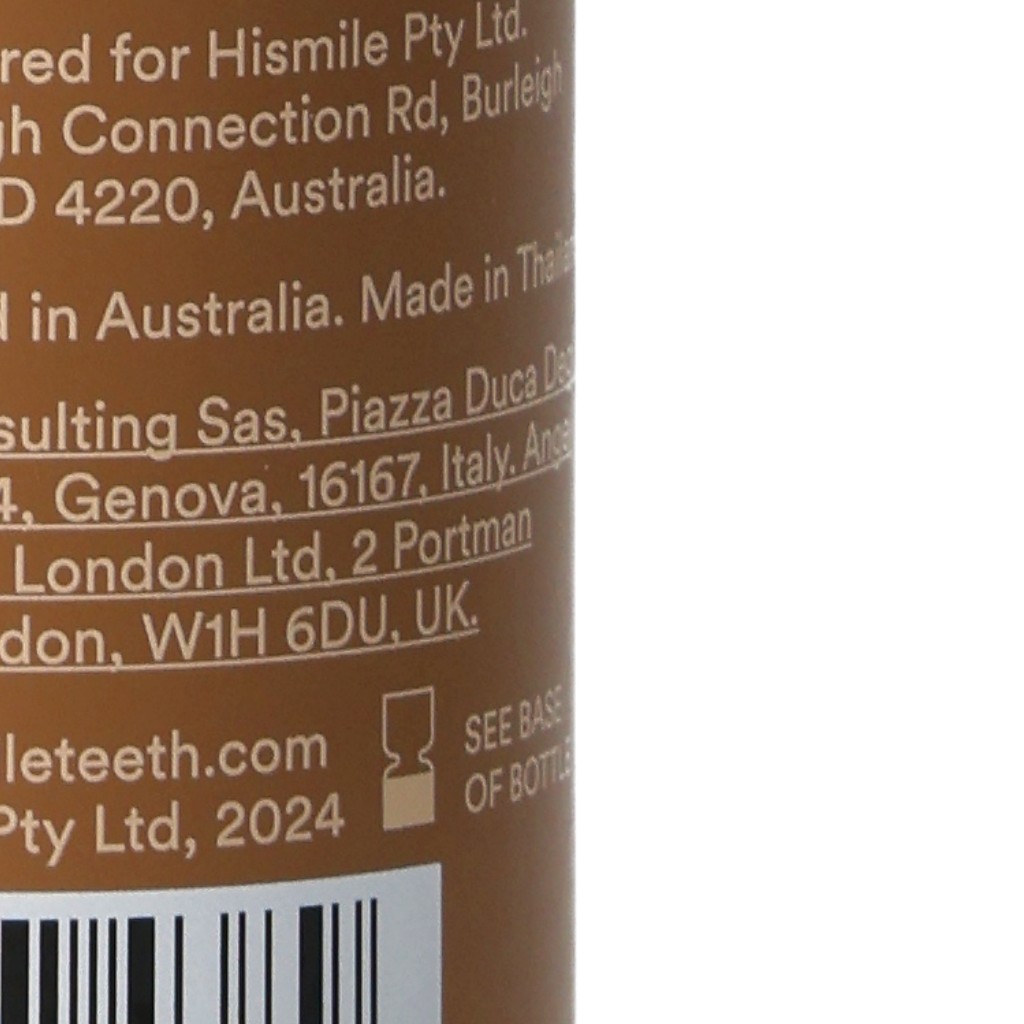 red for Hismile Pty Ltd.
gh Connection Rd, Burleigh
D 4220, Australia.
d in Australia. Made in
sulting Sas, Piazza Duca
4, Genova, 16167, Italy.
London Ltd, 2 Portman
don, W1H 6DU, UK.
leteeth.com
Pty Ltd, 2024
SEE BASE
OF BOTTLE